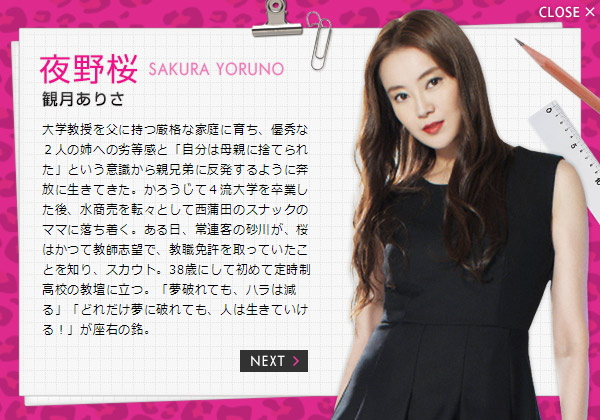 CLOSE ×
夜野桜 SAKURA YORUNO
観月ありさ
大学教授を父に持つ厳格な家庭に育ち、優秀な
２人の姉への劣等感と「自分は母親に捨てられ
た」という意識から親兄弟に反発するように奔
放に生きてきた。かろうじて４流大学を卒業し
た後、水商売を転々として西蒲田のスナックの
ママに落ち着く。ある日、常連客の砂川が、桜
はかつて教師志望で、教職免許を取っていたこ
とを知り、スカウト。38歳にして初めて定時制
高校の教壇に立つ。「夢破れても、ハラは減
る」「どれだけ夢に破れても、人は生きていけ
る！」が座右の銘。
NEXT >
5